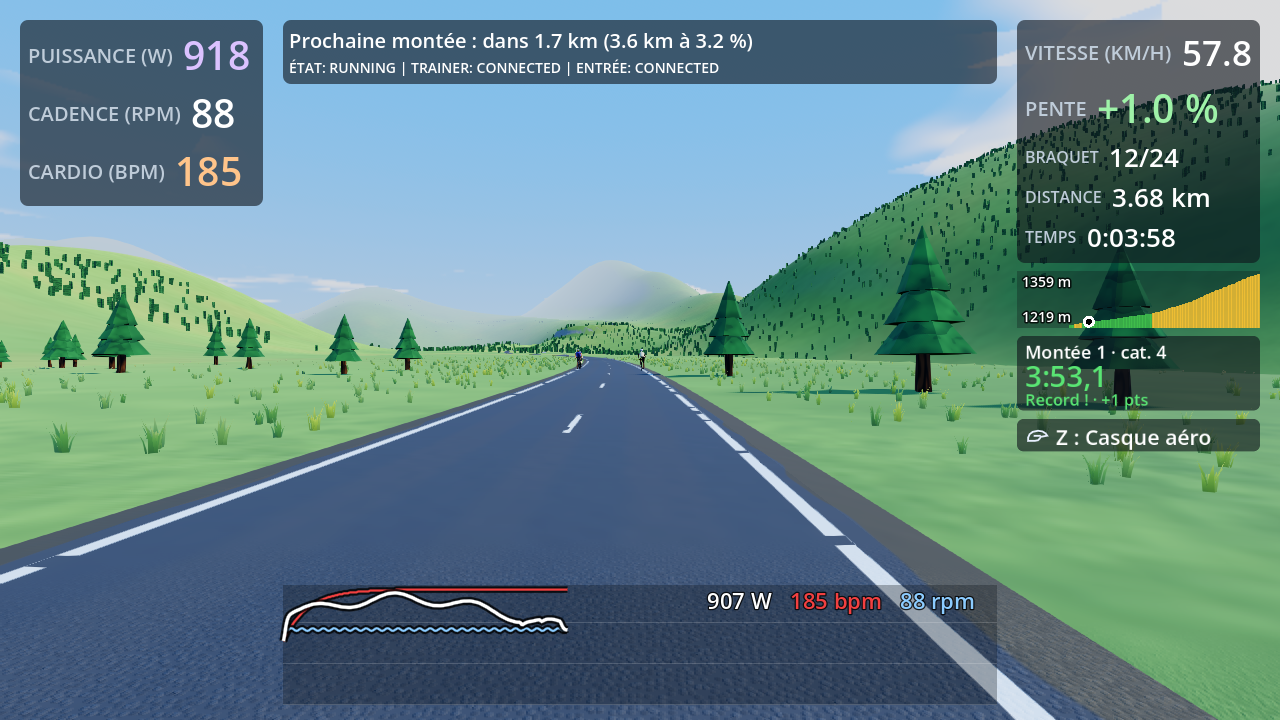 PUISSANCE (W) 918
CADENCE (RPM) 88
CARDIO (BPM) 185
Prochaine montée : dans 1.7 km (3.6 km à 3.2 %)
ÉTAT: RUNNING | TRAINER: CONNECTED | ENTRÉE: CONNECTED
VITESSE (KM/H) 57.8
PENTE +1.0 %
BRAQUET 12/24
DISTANCE 3.68 km
TEMPS 0:03:58
1359 m
1219 m
Montée 1 · cat. 4
3:53,1
Record ! · +1 pts
Z : Casque aéro
907 W 185 bpm 88 rpm